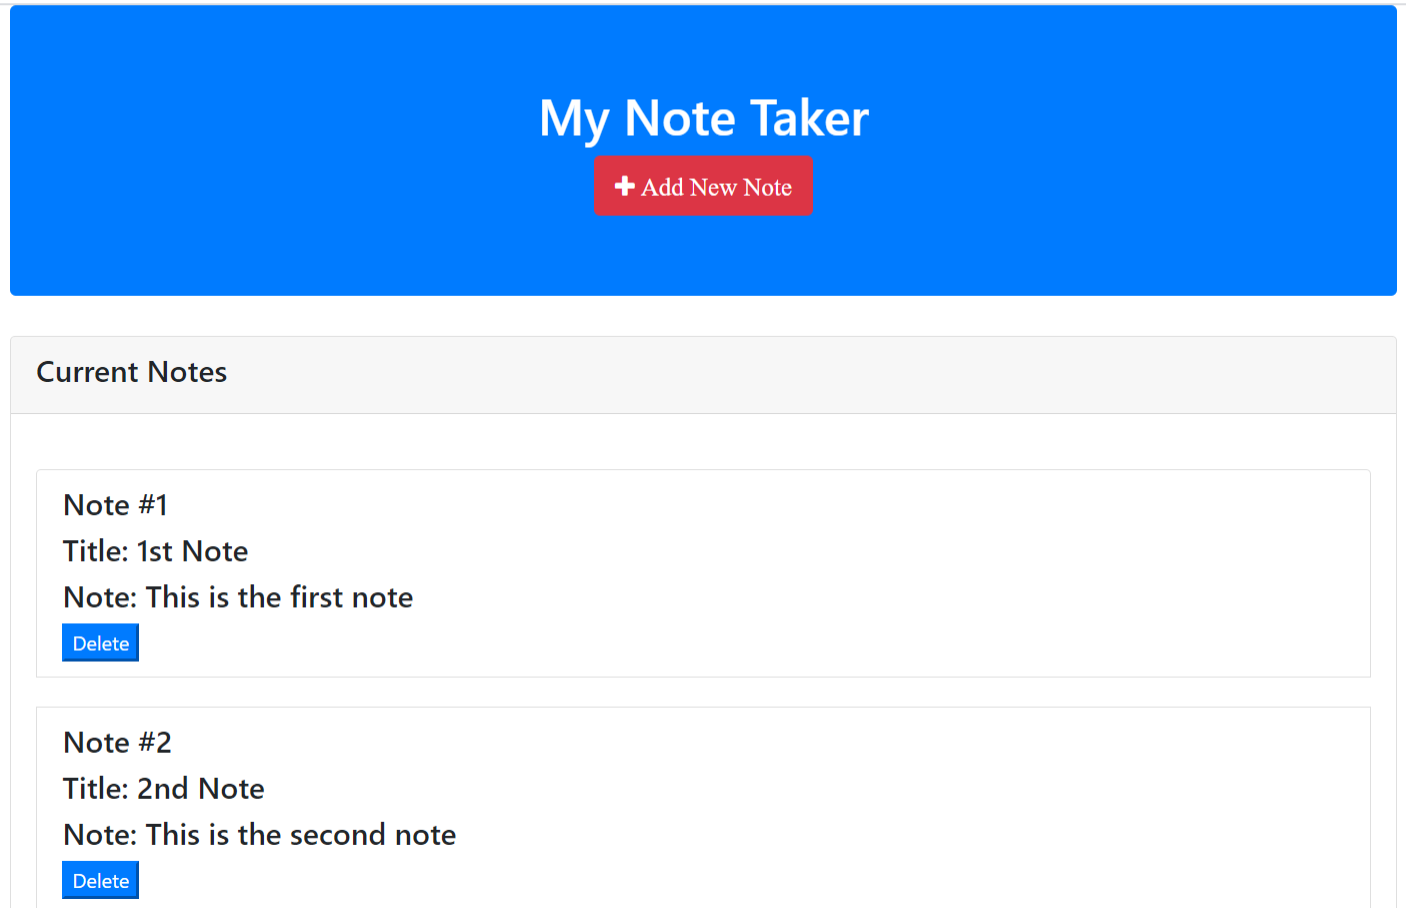 My Note Taker
Add New Note
Current Notes
Note #1
Title: 1st Note
Note: This is the first note
Delete
Note #2
Title: 2nd Note
Note: This is the second note
Delete